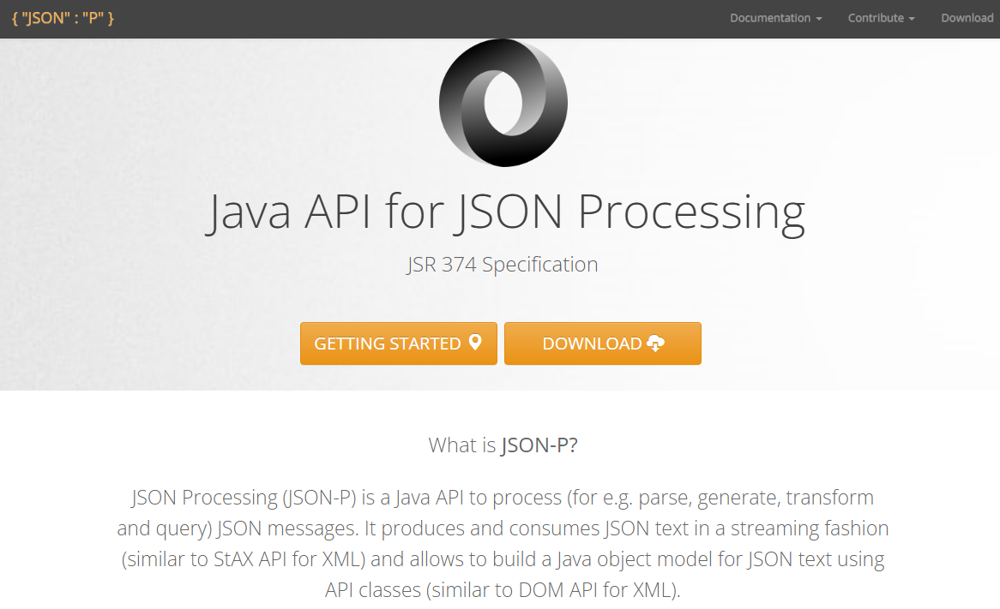 { "JSON" : "P" }
Documentation
Contribute
Download
Java API for JSON Processing
JSR 374 Specification
GETTING STARTED
DOWNLOAD
What is JSON-P?
JSON Processing (JSON-P) is a Java API to process (for e.g. parse, generate, transform
and query) JSON messages. It produces and consumes JSON text in a streaming fashion
(similar to StAX API for XML) and allows to build a Java object model for JSON text using
API classes (similar to DOM API for XML).